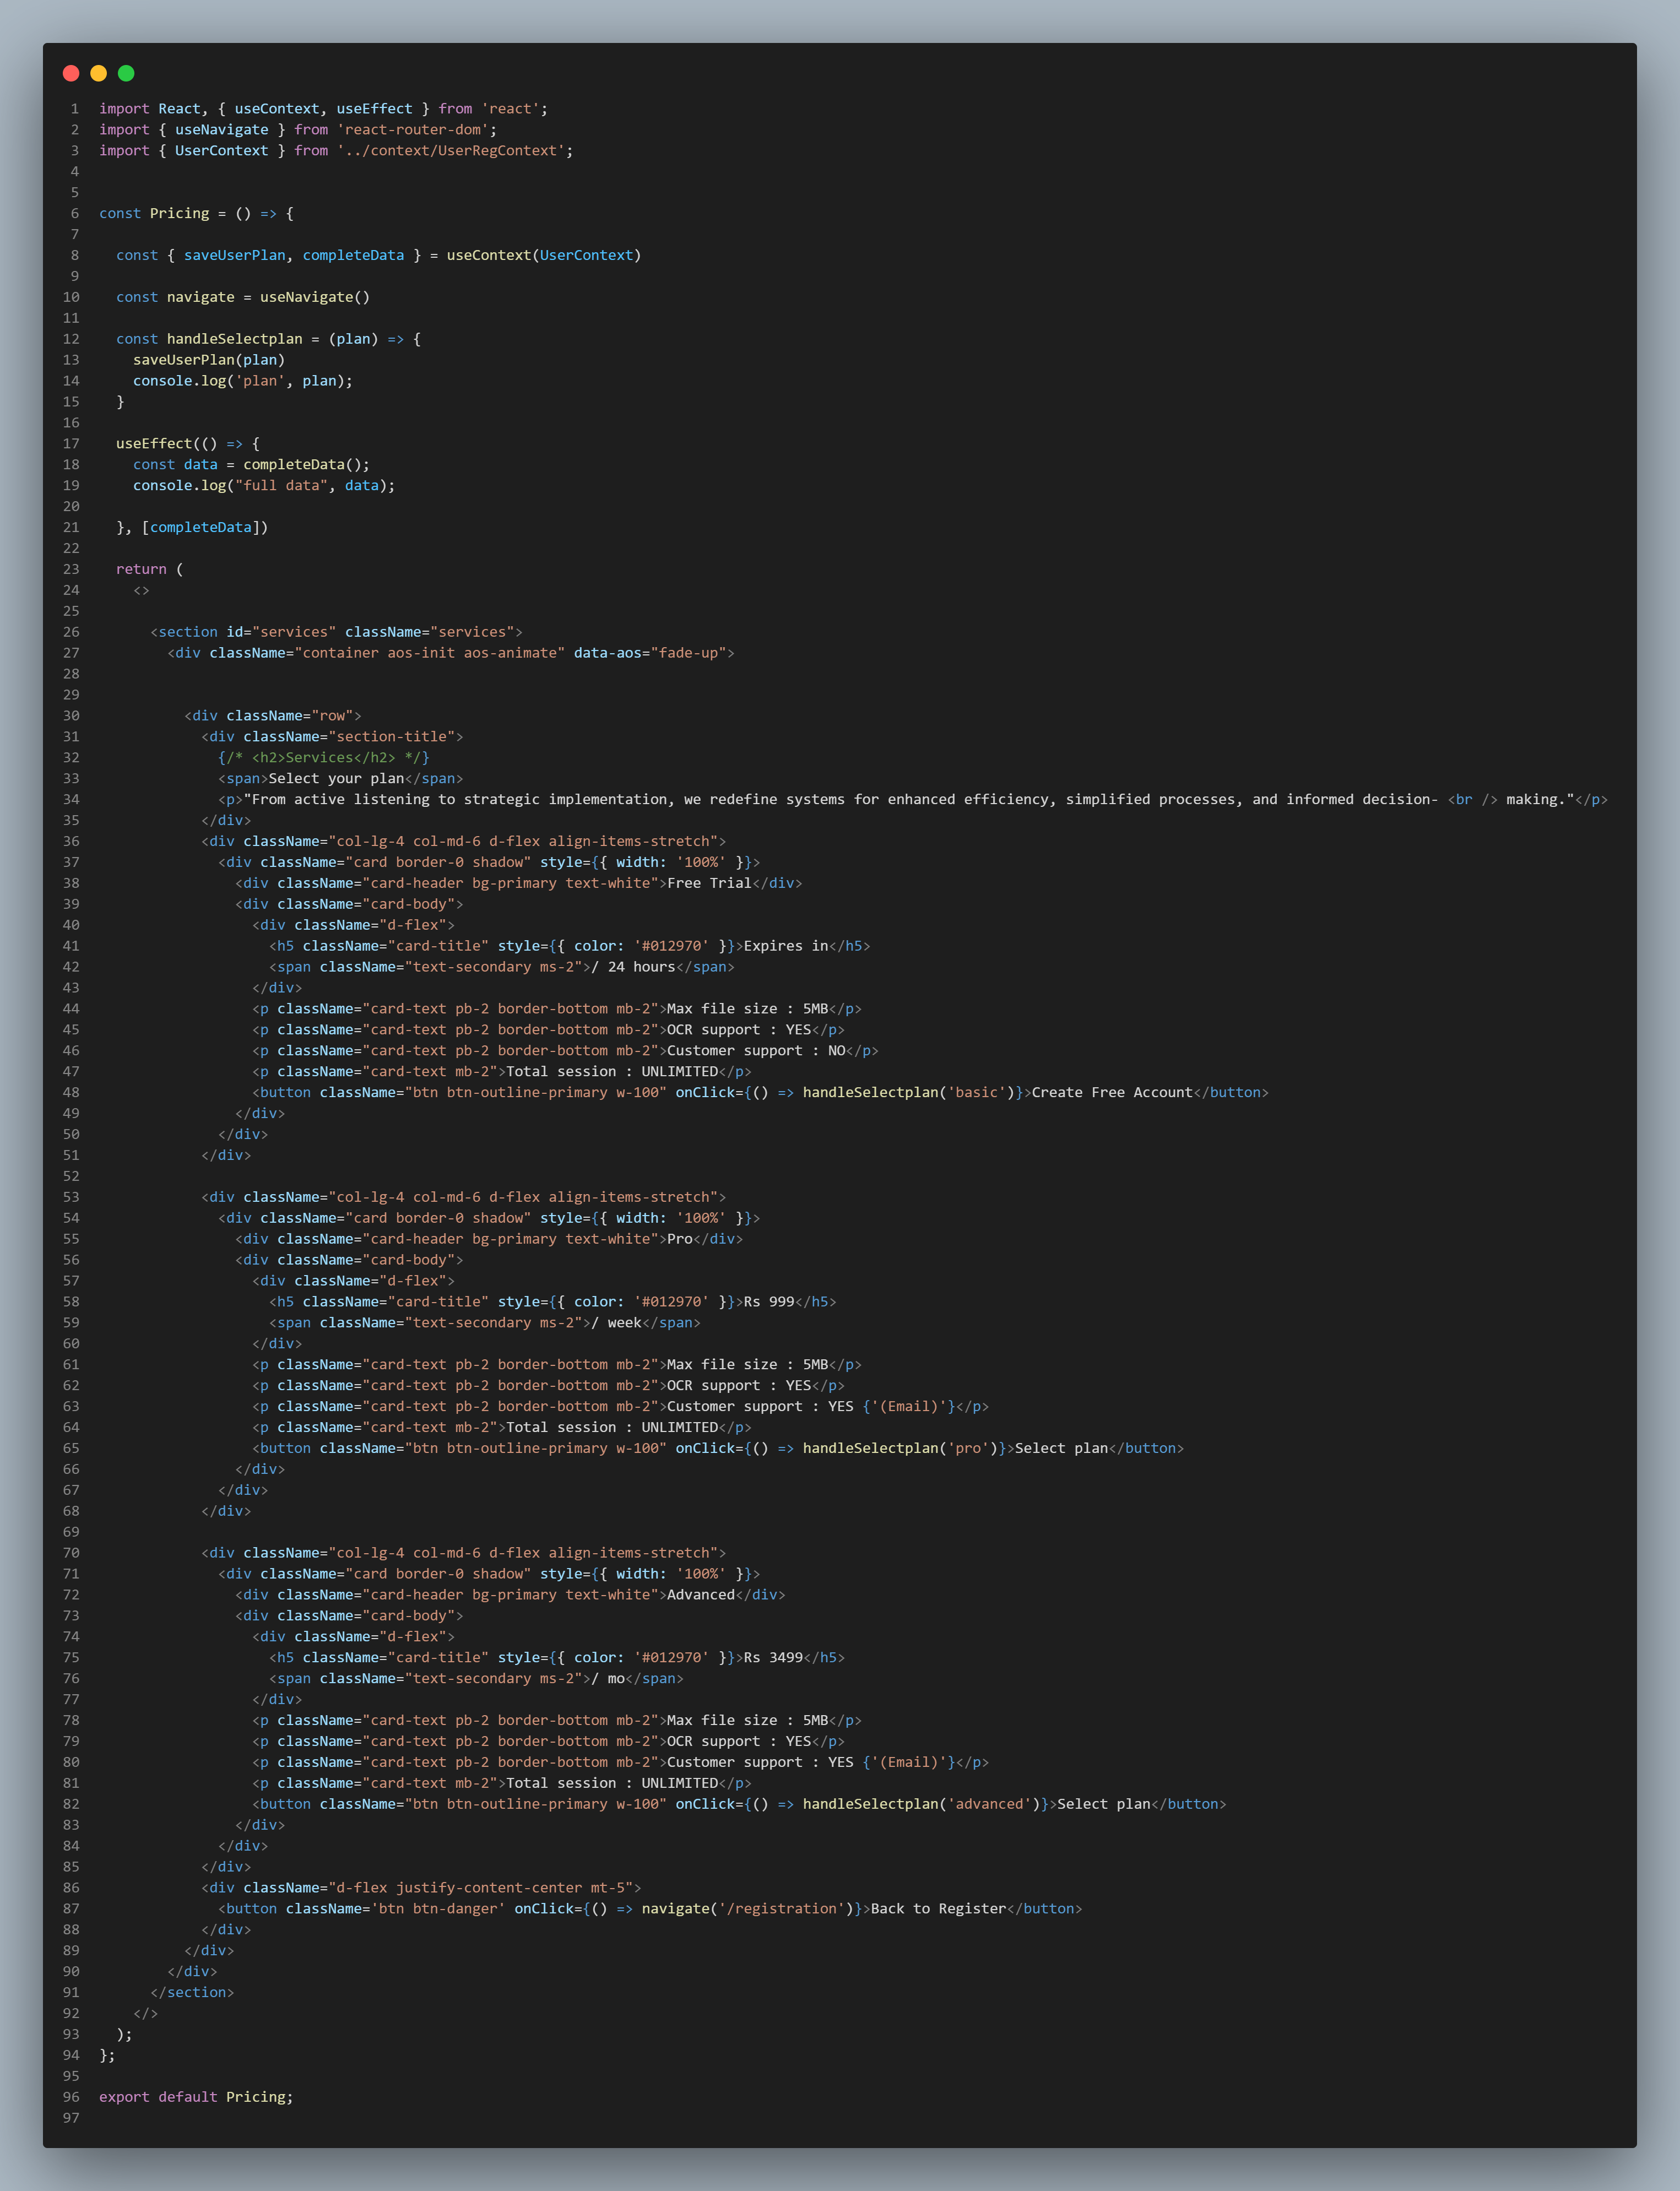 1 import React, { useContext, useEffect } from 'react';
2 import { useNavigate } from 'react-router-dom';
3 import { UserContext } from '../context/UserRegContext';
4
5
6 const Pricing = () => {
7
8   const { saveUserPlan, completeData } = useContext(UserContext)
9
10   const navigate = useNavigate()
11
12   const handleSelectplan = (plan) => {
13     saveUserPlan(plan)
14     console.log('plan', plan);
15   }
16
17   useEffect(() => {
18     const data = completeData();
19     console.log("full data", data);
20
21   }, [completeData])
22
23   return (
24     <>
25
26       <section id="services" className="services">
27         <div className="container aos-init aos-animate" data-aos="fade-up">
28
29
30           <div className="row">
31             <div className="section-title">
32               {/* <h2>Services</h2> */}
33               <span>Select your plan</span>
34               <p>"From active listening to strategic implementation, we redefine systems for enhanced efficiency, simplified processes, and informed decision- <br /> making."</p>
35             </div>
36             <div className="col-lg-4 col-md-6 d-flex align-items-stretch">
37               <div className="card border-0 shadow" style={{ width: '100%' }}>
38                 <div className="card-header bg-primary text-white">Free Trial</div>
39                 <div className="card-body">
40                   <div className="d-flex">
41                     <h5 className="card-title" style={{ color: '#012970' }}>Expires in</h5>
42                     <span className="text-secondary ms-2">/ 24 hours</span>
43                   </div>
44                   <p className="card-text pb-2 border-bottom mb-2">Max file size : 5MB</p>
45                   <p className="card-text pb-2 border-bottom mb-2">OCR support : YES</p>
46                   <p className="card-text pb-2 border-bottom mb-2">Customer support : NO</p>
47                   <p className="card-text mb-2">Total session : UNLIMITED</p>
48                   <button className="btn btn-outline-primary w-100" onClick={() => handleSelectplan('basic')}>Create Free Account</button>
49                 </div>
50               </div>
51             </div>
52
53             <div className="col-lg-4 col-md-6 d-flex align-items-stretch">
54               <div className="card border-0 shadow" style={{ width: '100%' }}>
55                 <div className="card-header bg-primary text-white">Pro</div>
56                 <div className="card-body">
57                   <div className="d-flex">
58                     <h5 className="card-title" style={{ color: '#012970' }}>Rs 999</h5>
59                     <span className="text-secondary ms-2">/ week</span>
60                   </div>
61                   <p className="card-text pb-2 border-bottom mb-2">Max file size : 5MB</p>
62                   <p className="card-text pb-2 border-bottom mb-2">OCR support : YES</p>
63                   <p className="card-text pb-2 border-bottom mb-2">Customer support : YES {'(Email)'}</p>
64                   <p className="card-text mb-2">Total session : UNLIMITED</p>
65                   <button className="btn btn-outline-primary w-100" onClick={() => handleSelectplan('pro')}>Select plan</button>
66                 </div>
67               </div>
68             </div>
69
70             <div className="col-lg-4 col-md-6 d-flex align-items-stretch">
71               <div className="card border-0 shadow" style={{ width: '100%' }}>
72                 <div className="card-header bg-primary text-white">Advanced</div>
73                 <div className="card-body">
74                   <div className="d-flex">
75                     <h5 className="card-title" style={{ color: '#012970' }}>Rs 3499</h5>
76                     <span className="text-secondary ms-2">/ mo</span>
77                   </div>
78                   <p className="card-text pb-2 border-bottom mb-2">Max file size : 5MB</p>
79                   <p className="card-text pb-2 border-bottom mb-2">OCR support : YES</p>
80                   <p className="card-text pb-2 border-bottom mb-2">Customer support : YES {'(Email)'}</p>
81                   <p className="card-text mb-2">Total session : UNLIMITED</p>
82                   <button className="btn btn-outline-primary w-100" onClick={() => handleSelectplan('advanced')}>Select plan</button>
83                 </div>
84               </div>
85             </div>
86             <div className="d-flex justify-content-center mt-5">
87               <button className='btn btn-danger' onClick={() => navigate('/registration')}>Back to Register</button>
88             </div>
89           </div>
90         </div>
91       </section>
92     </>
93   );
94 };
95
96 export default Pricing;
97